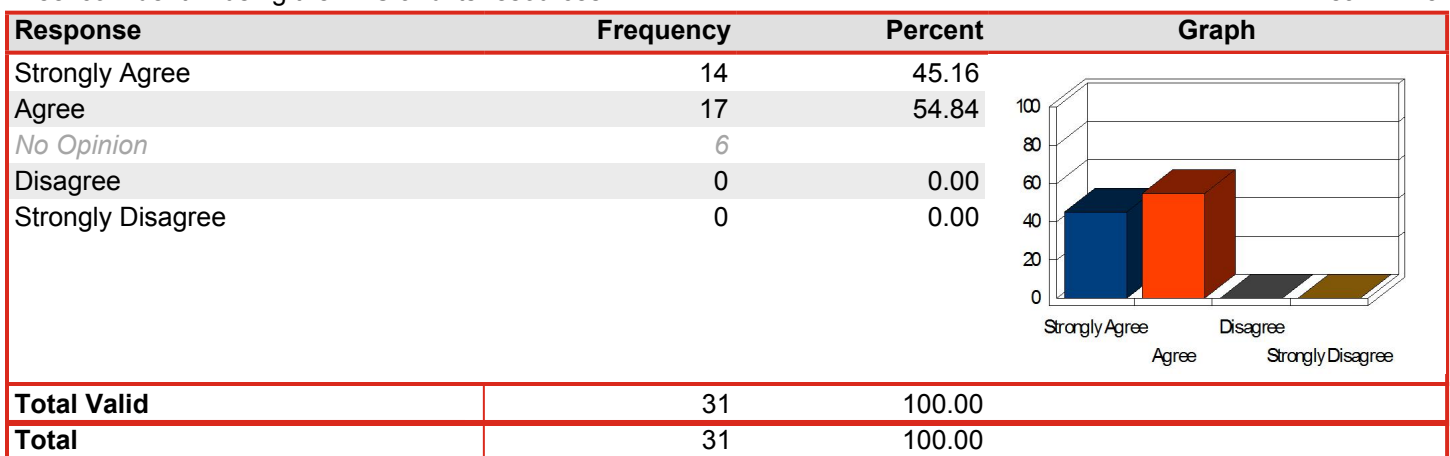 Response Frequency Percent Graph
Strongly Agree 14 45.16
Agree 17 54.84
No Opinion 6
Disagree 0 0.00
Strongly Disagree 0 0.00
100
80
60
40
20
0
Strongly Agree Disagree
Agree Strongly Disagree
Total Valid 31 100.00
Total 31 100.00